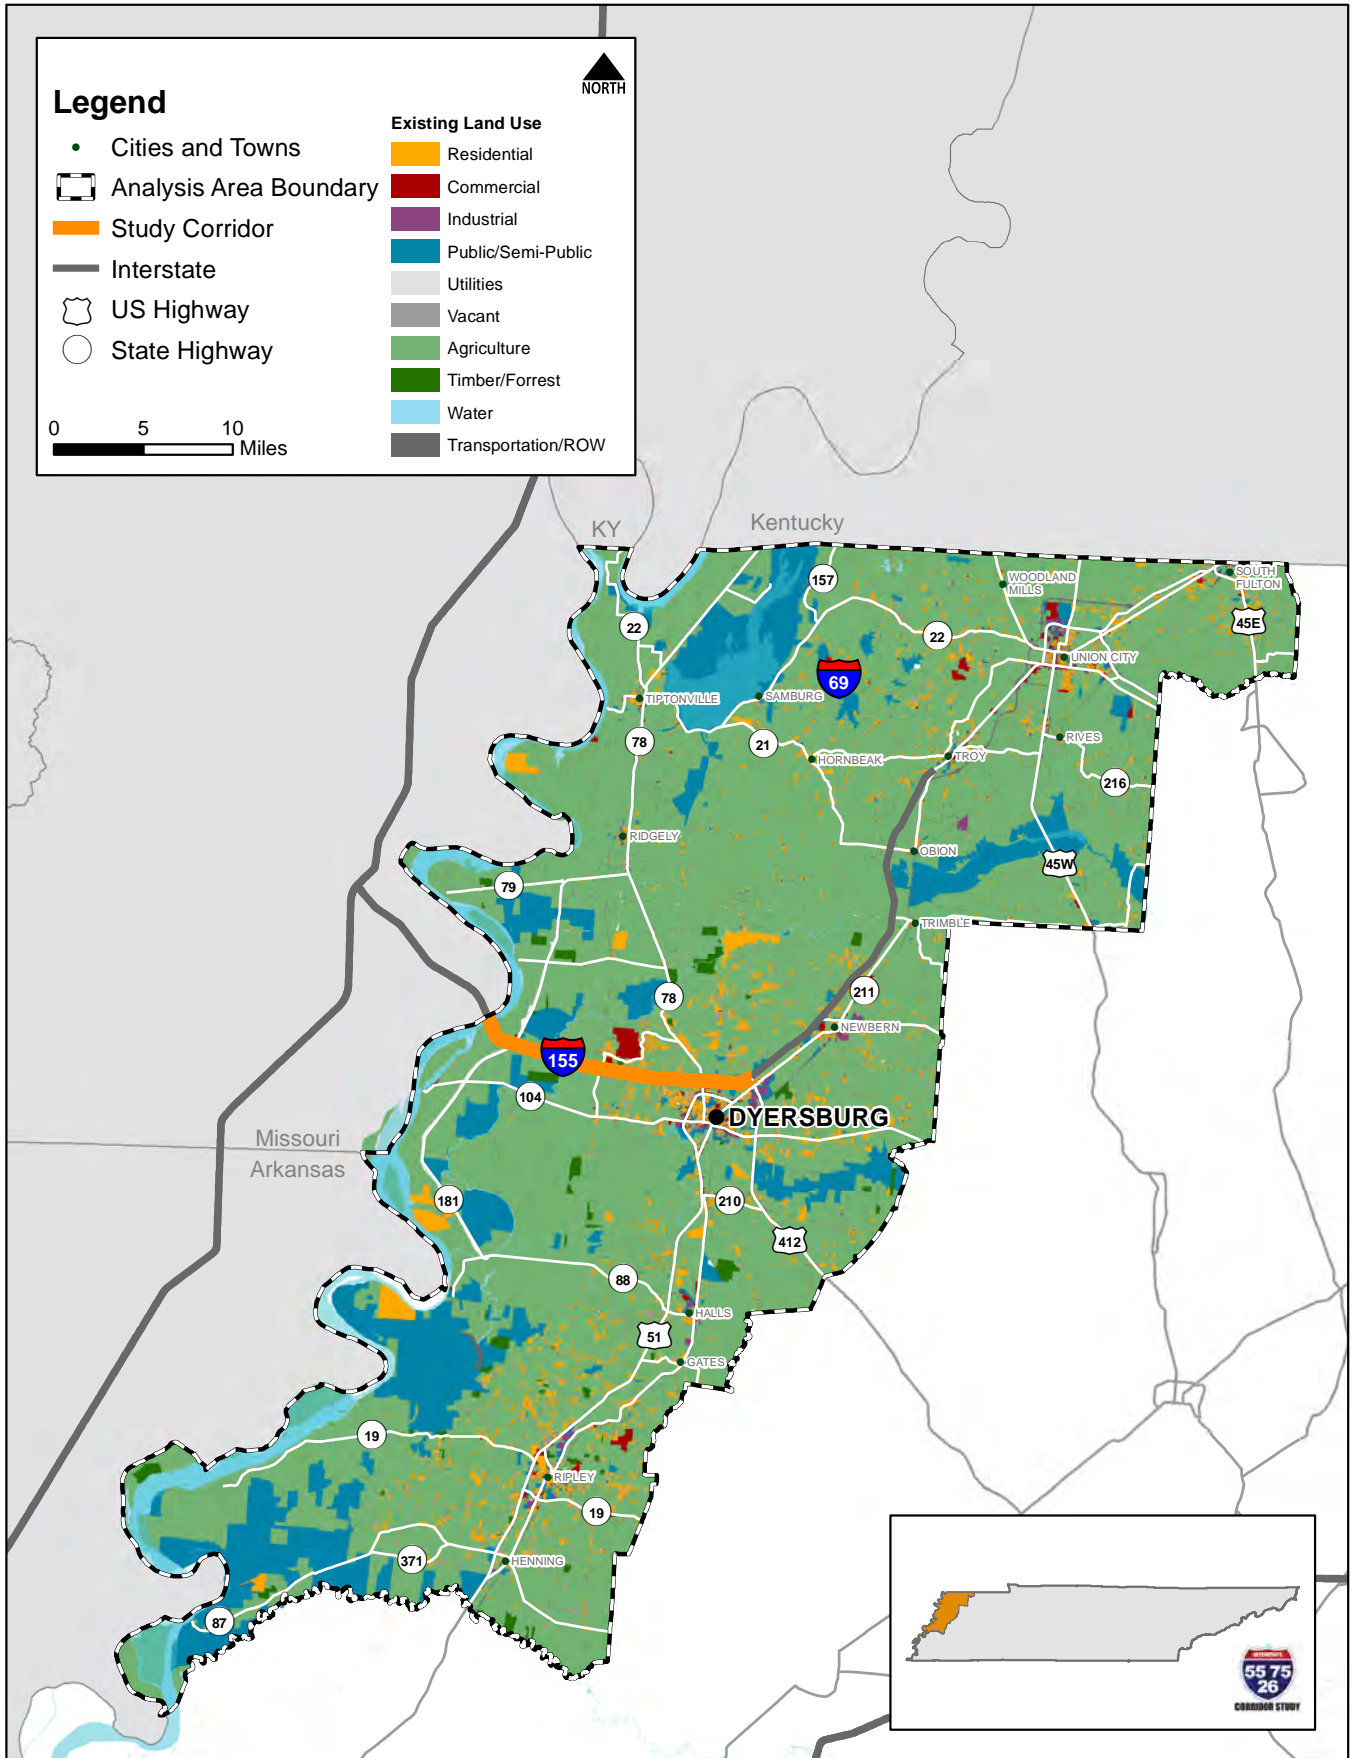 NORTH
Legend
Cities and Towns
Analysis Area Boundary
Study Corridor
Interstate
US Highway
State Highway
0 5 10
Miles
Existing Land Use
Residential
Commercial
Industrial
Public/Semi-Public
Utilities
Vacant
Agriculture
Timber/Forrest
Water
Transportation/ROW
KY
Kentucky
157
WOODLAND
MILLS
SOUTH
FULTON
22
22
45E
UNION CITY
69
TIPTONVILLE
SAMBURG
78
21
RIVES
HORNBEAK
TROY
216
RIDGELY
OBION
45W
79
TRIMBLE
78
211
NEWBERN
155
104
DYERSBURG
Missouri
Arkansas
181
210
412
88
HALLS
51
GATES
19
RIPLEY
19
371
HENNING
87
INTERSTATE
55 75
26
CORRIDOR STUDY